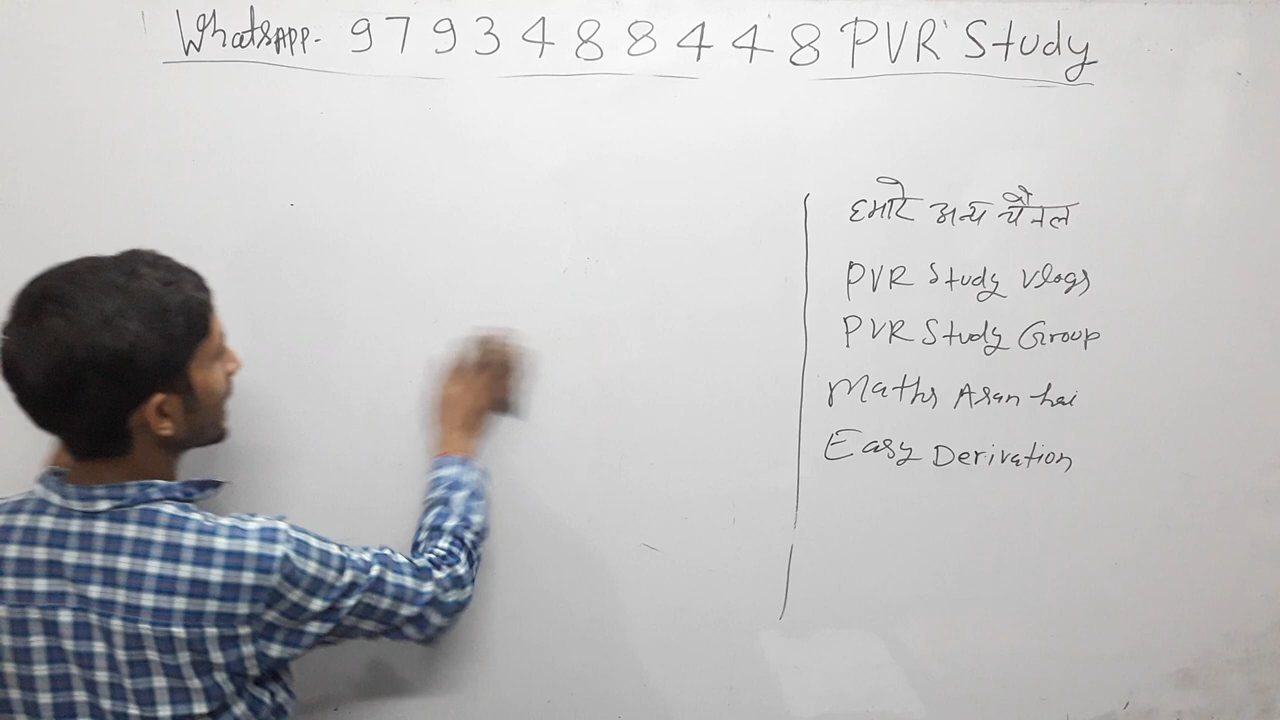 WhatsAPP- 9793488448 PVR Study
हमारे अन्य चैनल
PVR Study Vlogs
PVR Study Group
Maths Asan hai
Easy Derivation